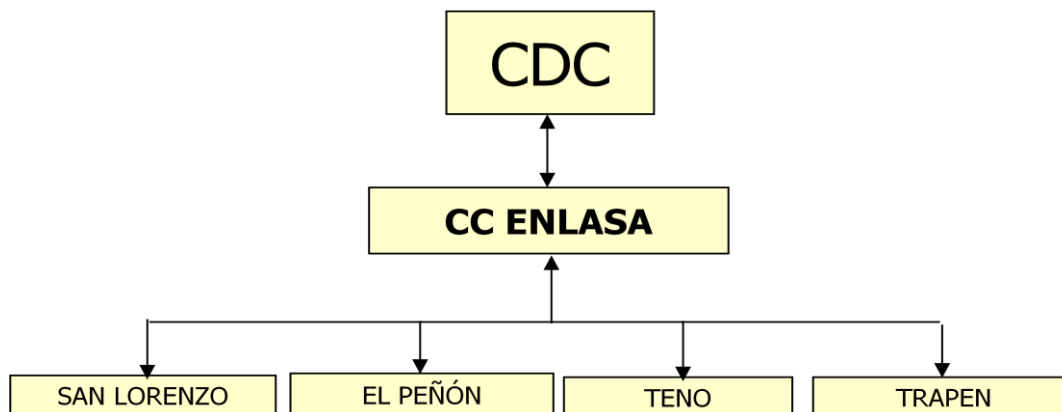 CDC
CC ENLASA
SAN LORENZO
EL PEÑÓN
TENO
TRAPEN